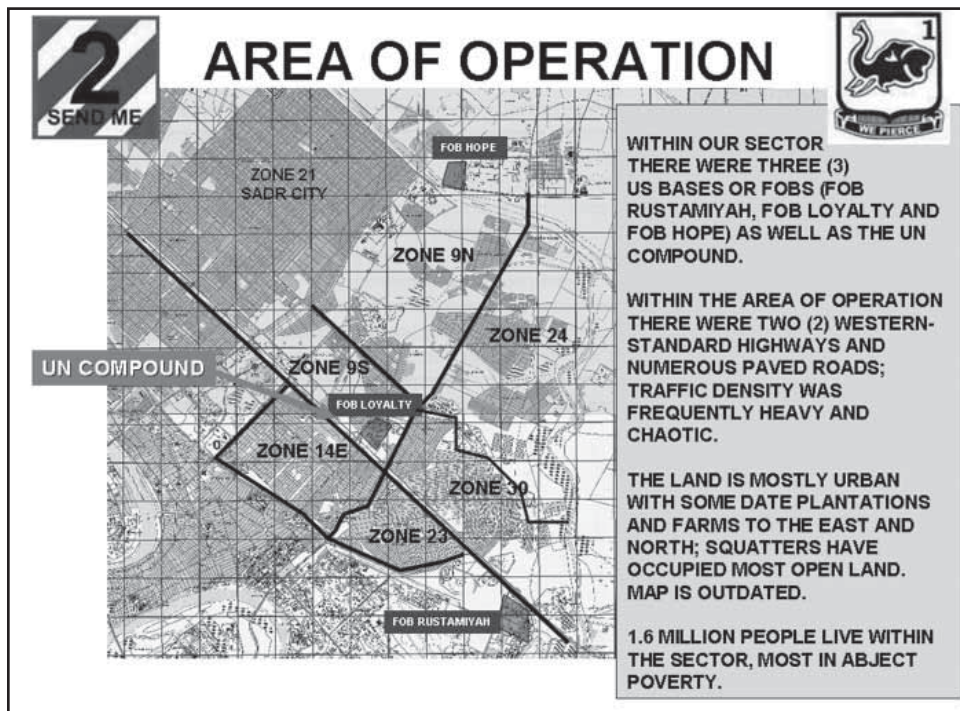 2
SEND ME
AREA OF OPERATION
1
WE PIERCE
FOB HOPE
ZONE 21
SADR CITY
ZONE 9N
ZONE 24
UN COMPOUND
ZONE 9S
FOB LOYALTY
ZONE 14E
ZONE 30
ZONE 23
FOB RUSTAMIYAH
WITHIN OUR SECTOR
THERE WERE THREE (3)
US BASES OR FOBS (FOB
RUSTAMIYAH, FOB LOYALTY AND
FOB HOPE) AS WELL AS THE UN
COMPOUND.
WITHIN THE AREA OF OPERATION
THERE WERE TWO (2) WESTERN-
STANDARD HIGHWAYS AND
NUMEROUS PAVED ROADS;
TRAFFIC DENSITY WAS
FREQUENTLY HEAVY AND
CHAOTIC.
THE LAND IS MOSTLY URBAN
WITH SOME DATE PLANTATIONS
AND FARMS TO THE EAST AND
NORTH; SQUATTERS HAVE
OCCUPIED MOST OPEN LAND.
MAP IS OUTDATED.
1.6 MILLION PEOPLE LIVE WITHIN
THE SECTOR, MOST IN ABJECT
POVERTY.